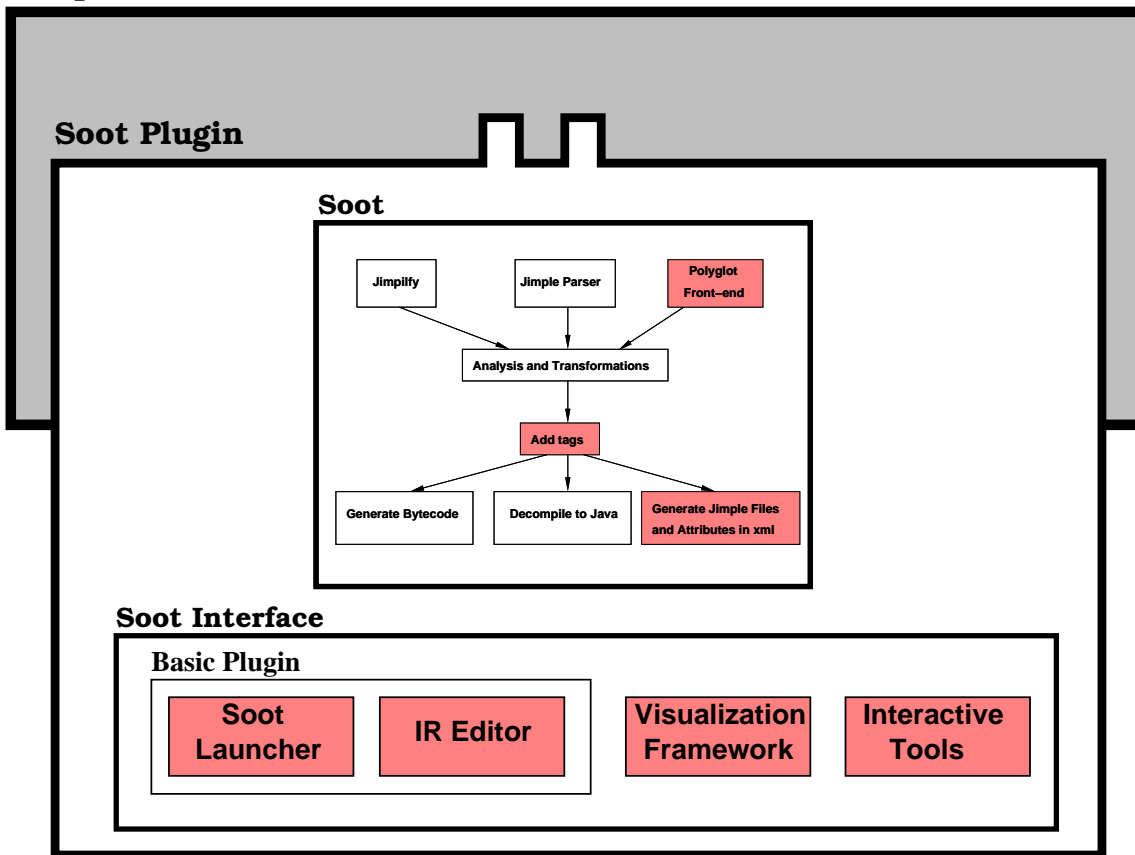 Soot Plugin
Soot
Jimpilfy
Jimple Parser
Polyglot
Front–end
Analysis and Transformations
Add tags
Generate Bytecode
Decompile to Java
Generate Jimple Files
and Attributes in xml
Soot Interface
Basic Plugin
Soot
Launcher
IR Editor
Visualization
Framework
Interactive
Tools